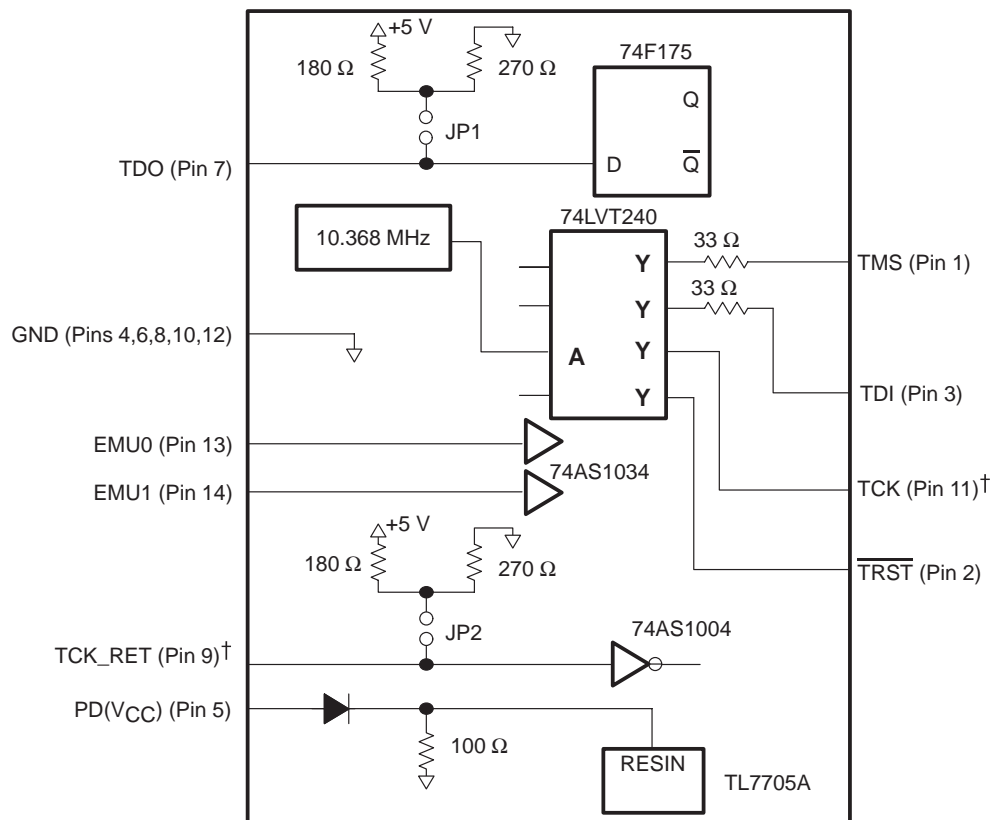 +5 V
180 Ω
270 Ω
JP1
74F175
Q
D
Q̅
TDO (Pin 7)
10.368 MHz
74LVT240
A
Y
Y
Y
Y
33 Ω
33 Ω
TMS (Pin 1)
TDI (Pin 3)
TCK (Pin 11)†
T̅R̅S̅T̅ (Pin 2)
GND (Pins 4,6,8,10,12)
EMU0 (Pin 13)
EMU1 (Pin 14)
74AS1034
+5 V
180 Ω
270 Ω
JP2
74AS1004
TCK_RET (Pin 9)†
PD(VCC) (Pin 5)
100 Ω
RESIN
TL7705A